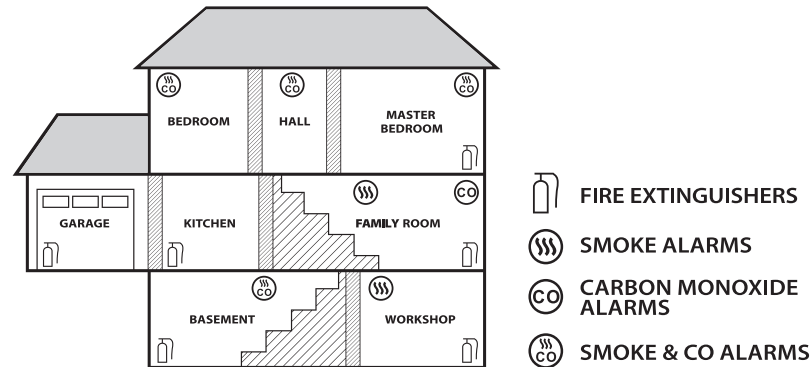 CO
CO
CO
BEDROOM
HALL
MASTER
BEDROOM
CO
GARAGE
KITCHEN
FAMILY ROOM
CO
BASEMENT
WORKSHOP
FIRE EXTINGUISHERS
SMOKE ALARMS
CO
CARBON MONOXIDE
ALARMS
CO
SMOKE & CO ALARMS